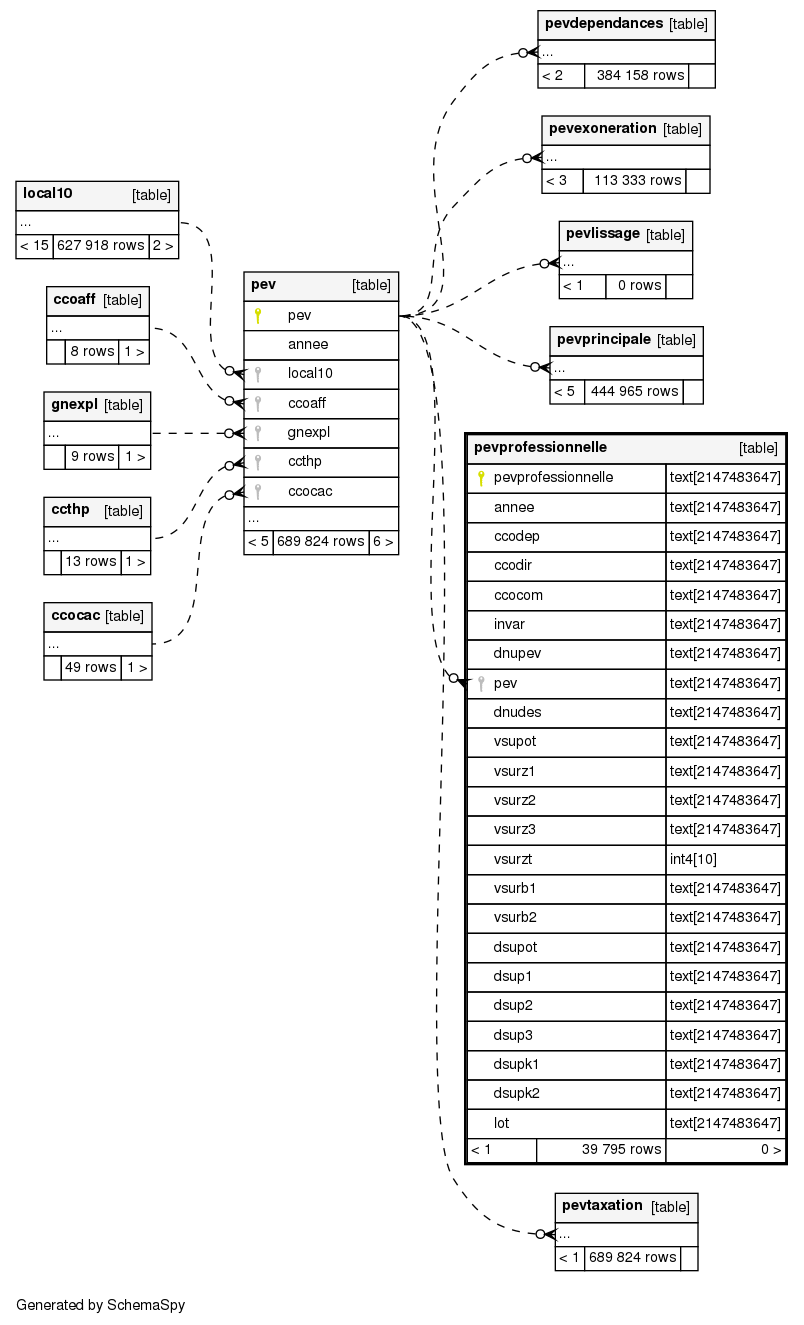 pevdependances [table]
...
< 2 384 158 rows
pevexoneration [table]
...
< 3 113 333 rows
local10 [table]
...
< 15 627 918 rows 2 >
pevlissage [table]
...
< 1 0 rows
ccoaff [table]
...
8 rows 1 >
pevprincipale [table]
...
< 5 444 965 rows
gnexpl [table]
...
9 rows 1 >
ccthp [table]
...
13 rows 1 >
ccocac [table]
...
49 rows 1 >
pev [table]
pev
annee
local10
ccoaff
gnexpl
ccthp
ccocac
...
< 5 689 824 rows 6 >
pevprofessionnelle [table]
pevprofessionnelle text[2147483647]
annee text[2147483647]
ccodep text[2147483647]
ccodir text[2147483647]
ccocom text[2147483647]
invar text[2147483647]
dnupev text[2147483647]
pev text[2147483647]
dnudes text[2147483647]
vsupot text[2147483647]
vsurz1 text[2147483647]
vsurz2 text[2147483647]
vsurz3 text[2147483647]
vsurzt int4[10]
vsurb1 text[2147483647]
vsurb2 text[2147483647]
dsupot text[2147483647]
dsup1 text[2147483647]
dsup2 text[2147483647]
dsup3 text[2147483647]
dsupk1 text[2147483647]
dsupk2 text[2147483647]
lot text[2147483647]
< 1 39 795 rows 0 >
pevtaxation [table]
...
< 1 689 824 rows
Generated by SchemaSpy